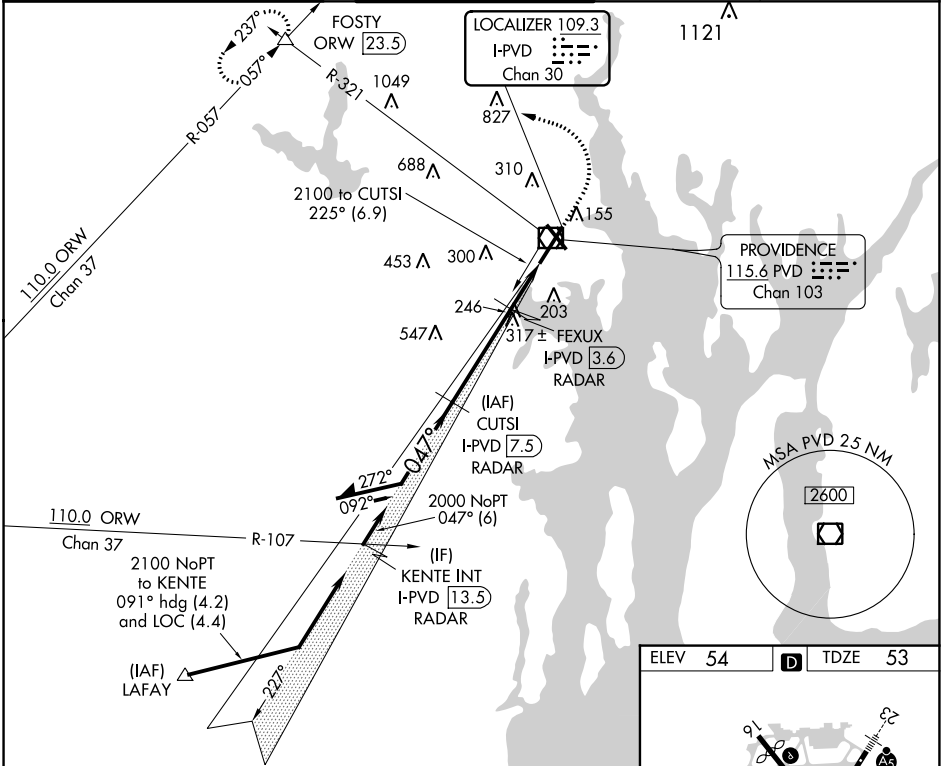 237°
FOSTY
ORW 23.5
057°
LOCALIZER 109.3
I-PVD
Chan 30
1121
R-321
1049
827
R-057
688
310
2100 to CUTSI
225° (6.9)
155
110.0 ORW
Chan 37
453
300
PROVIDENCE
115.6 PVD
Chan 103
246
203
547
317 ±
FEXUX
I-PVD 3.6
RADAR
(IAF)
CUTSI
I-PVD 7.5
RADAR
047°
MSA PVD 25 NM
2600
272°
092°
2000 NoPT
047° (6)
110.0 ORW
Chan 37
R-107
(IF)
KENTE INT
I-PVD 13.5
RADAR
2100 NoPT
to KENTE
091° hdg (4.2)
and LOC (4.4)
(IAF)
LAFAY
227°
ELEV 54
D
TDZE 53
16
23
A5